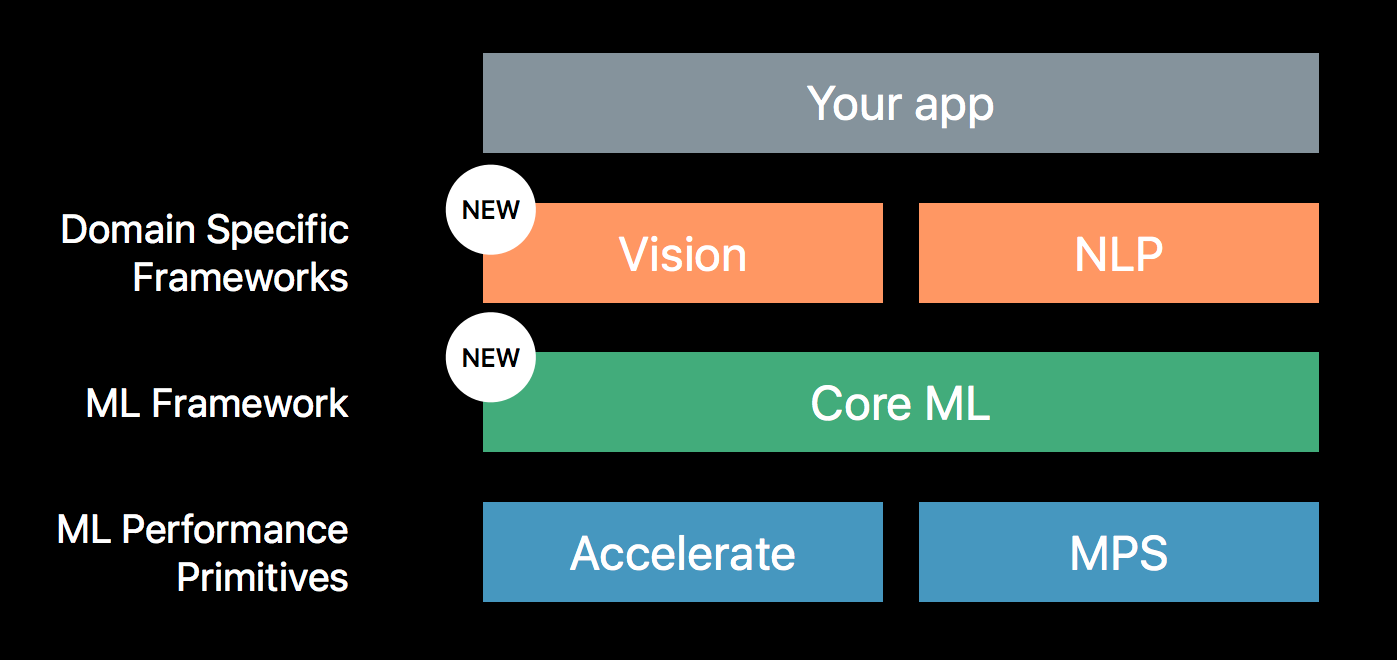 Your app
NEW
Domain Specific
Frameworks
Vision
NLP
NEW
ML Framework
Core ML
ML Performance
Primitives
Accelerate
MPS